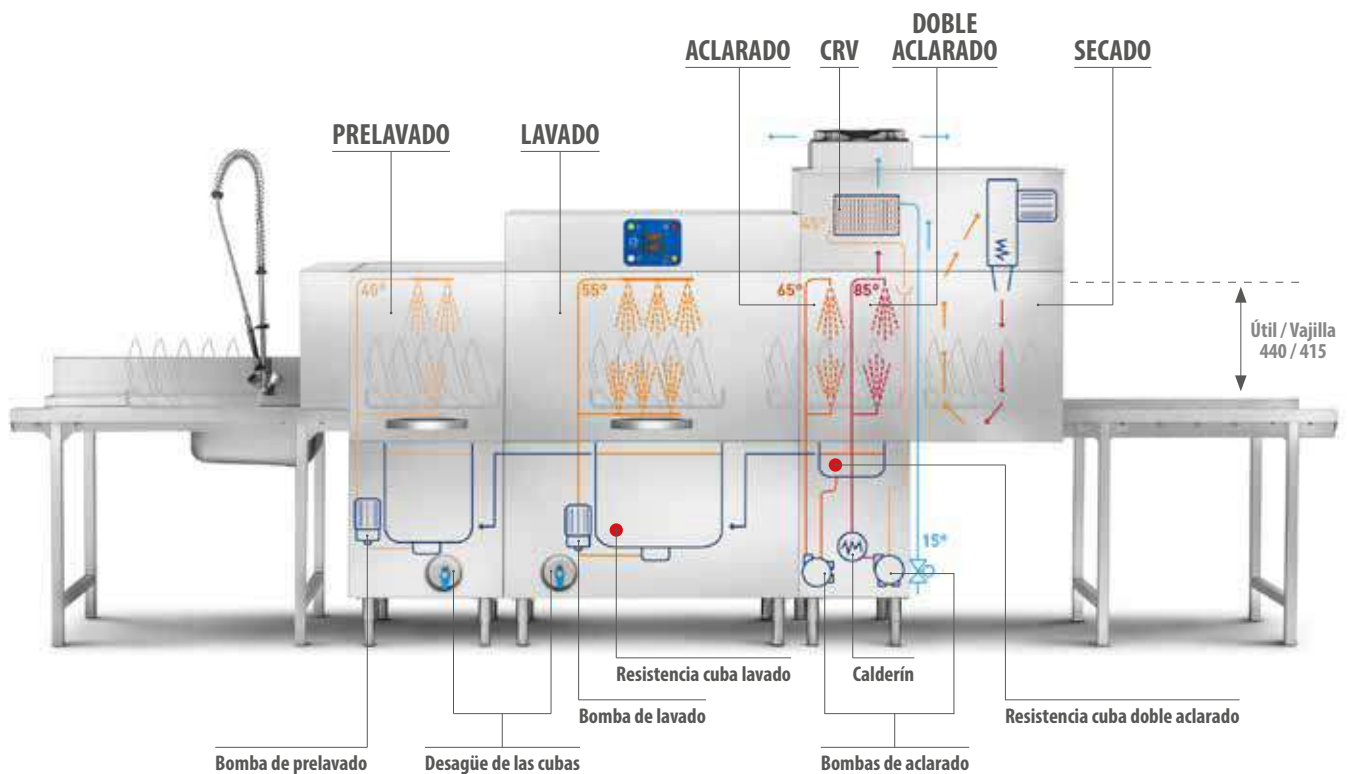 DOBLE
ACLARADO CRV ACLARADO SECADO
PRELAVADO LAVADO
45°
40° 55° 65° 85°
Útil / Vajilla
440 / 415
15°
Resistencia cuba lavado
Calderín
Bomba de lavado
Resistencia cuba doble aclarado
Bomba de prelavado
Desagüe de las cubas
Bombas de aclarado